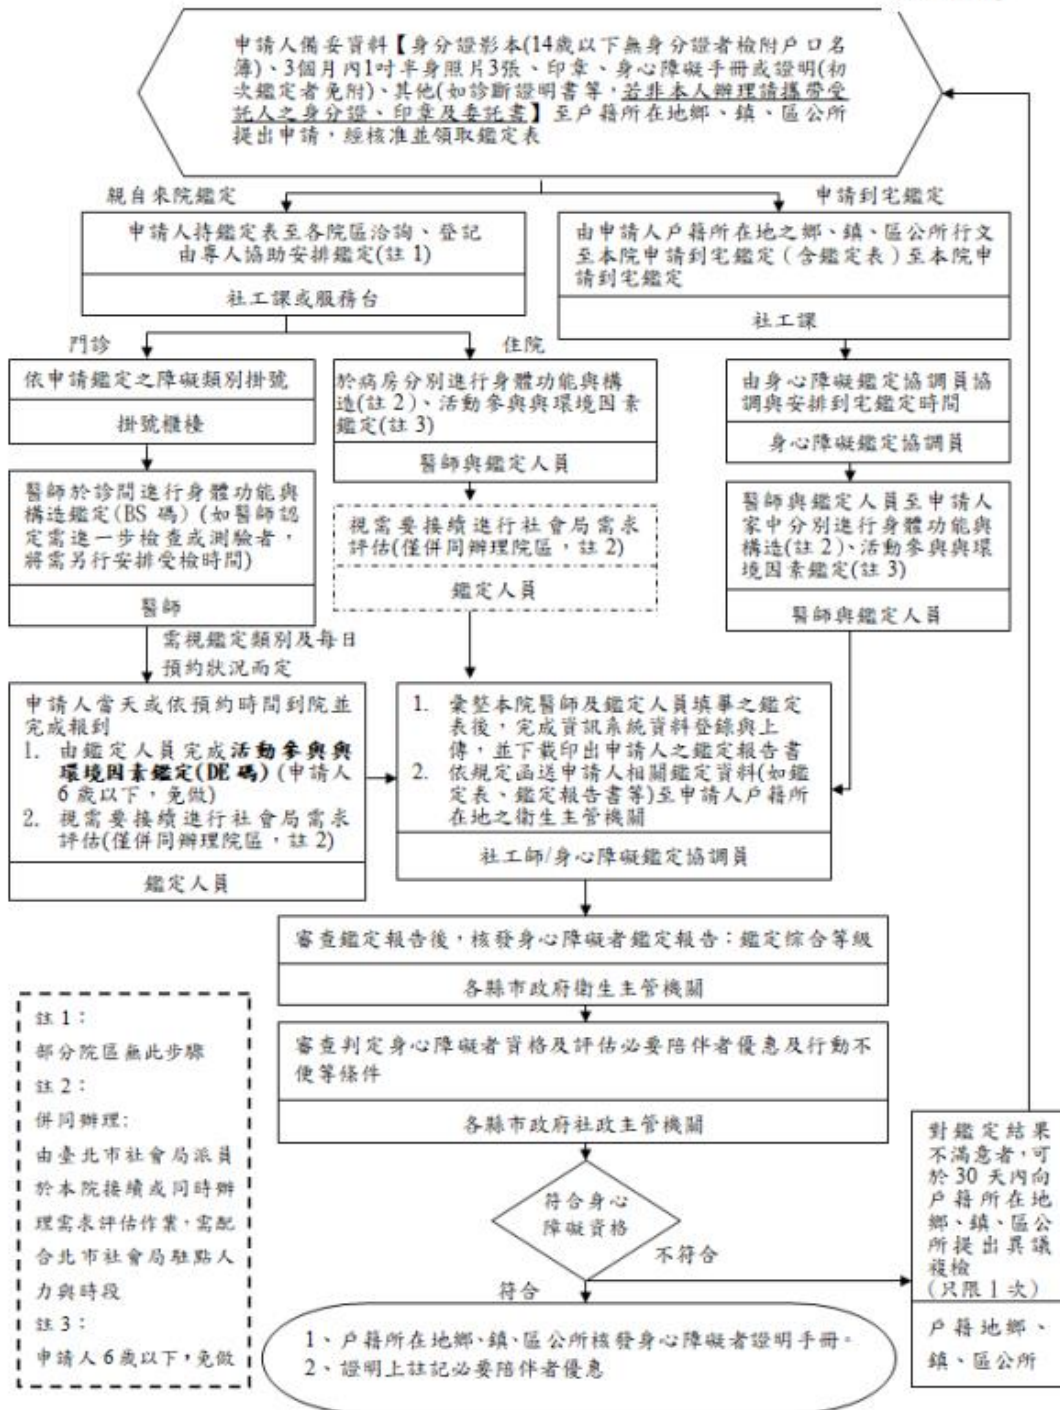 申請人備妥資料【身分證影本(14歲以下無身分證者檢附戶口名
簿)、3個月內1吋半身照片3張、印章、身心障礙手冊或證明(初
次鑑定者免附)、其他(如診斷證明書等，若非本人辦理請攜帶受
託人之身分證、印章及委託書】至戶籍所在地鄉、鎮、區公所
提出申請，經核准並領取鑑定表
親自來院鑑定
申請到宅鑑定
申請人持鑑定表至各院區洽詢、登記
由專人協助安排鑑定(註 1)
社工課或服務台
由申請人戶籍所在地之鄉、鎮、區公所行文
至本院申請到宅鑑定（含鑑定表）至本院申
請到宅鑑定
社工課
門診
住院
依申請鑑定之障礙類別掛號
掛號櫃檯
於病房分別進行身體功能與構
造(註 2)、活動參與與環境因素
鑑定(註 3)
醫師與鑑定人員
由身心障礙鑑定協調員協
調與安排到宅鑑定時間
身心障礙鑑定協調員
醫師於診間進行身體功能與
構造鑑定(BS 碼) (如醫師認
定需進一步檢查或測驗者，
將需另行安排受檢時間)
醫師
視需要接續進行社會局需求
評估(僅併同辦理院區，註 2)
鑑定人員
醫師與鑑定人員至申請人
家中分別進行身體功能與
構造(註 2)、活動參與與環
境因素鑑定(註 3)
醫師與鑑定人員
需視鑑定類別及每日
預約狀況而定
申請人當天或依預約時間到院並
完成報到
1. 由鑑定人員完成活動參與與
環境因素鑑定(DE 碼) (申請人
6 歲以下，免做)
2. 視需要接續進行社會局需求
評估(僅併同辦理院區，註 2)
鑑定人員
1. 彙整本院醫師及鑑定人員填畢之鑑定
表後，完成資訊系統資料登錄與上
傳，並下載印出申請人之鑑定報告書
2. 依規定函送申請人相關鑑定資料(如鑑
定表、鑑定報告書等)至申請人戶籍所
在地之衛生主管機關
社工師/身心障礙鑑定協調員
審查鑑定報告後，核發身心障礙者鑑定報告：鑑定綜合等級
各縣市政府衛生主管機關
審查判定身心障礙者資格及評估必要陪伴者優惠及行動不
便等條件
各縣市政府社政主管機關
符合身心
障礙資格
不符合
符合
1、戶籍所在地鄉、鎮、區公所核發身心障礙者證明手冊。
2、證明上註記必要陪伴者優惠
對鑑定結果
不滿意者，可
於 30 天內向
戶籍所在地
鄉、鎮、區公
所提出異議
複檢
(只限 1 次)
戶籍地鄉、
鎮、區公所
註 1：
部分院區無此步驟
註 2：
併同辦理:
由臺北市社會局派員
於本院接續或同時辦
理需求評估作業，需配
合北市社會局駐點人
力與時段
註 3：
申請人 6 歲以下，免做